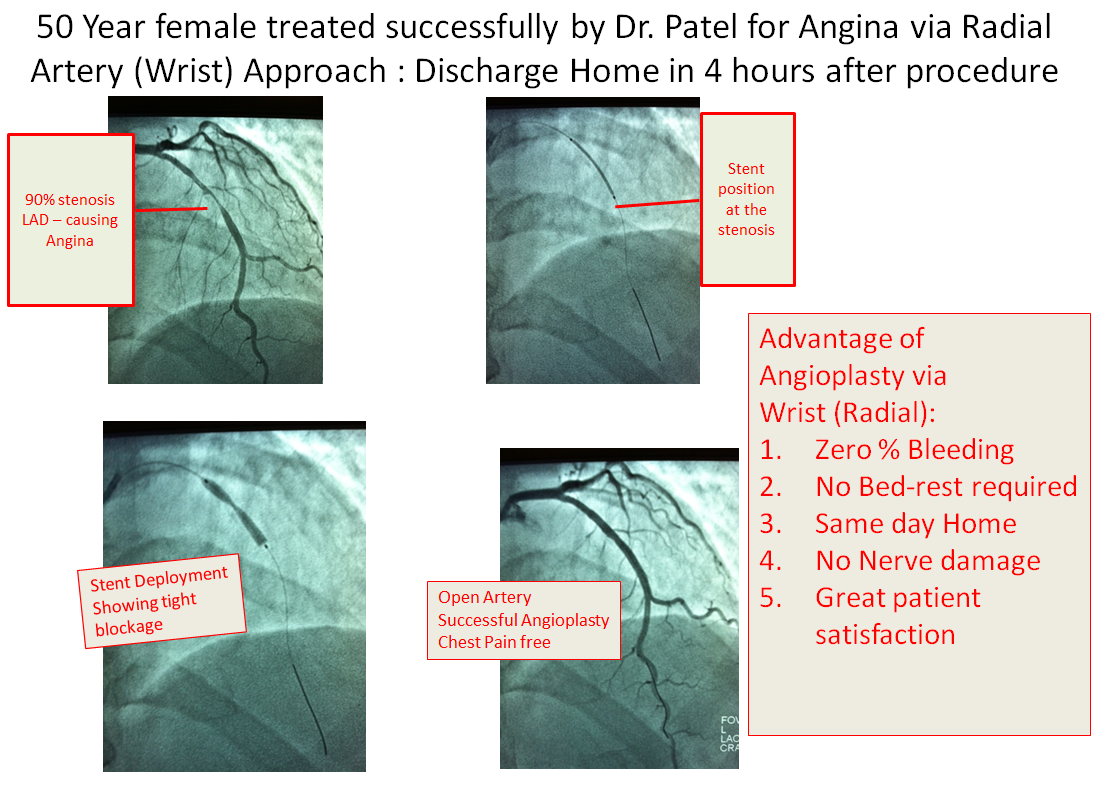 50 Year female treated successfully by Dr. Patel for Angina via Radial
Artery (Wrist) Approach : Discharge Home in 4 hours after procedure
90% stenosis
LAD – causing
Angina
Stent
position
at the
stenosis
Stent Deployment
Showing tight
blockage
Open Artery
Successful Angioplasty
Chest Pain free
FOV
L
LAO
CRA
Advantage of
Angioplasty via
Wrist (Radial):
1. Zero % Bleeding
2. No Bed-rest required
3. Same day Home
4. No Nerve damage
5. Great patient
satisfaction